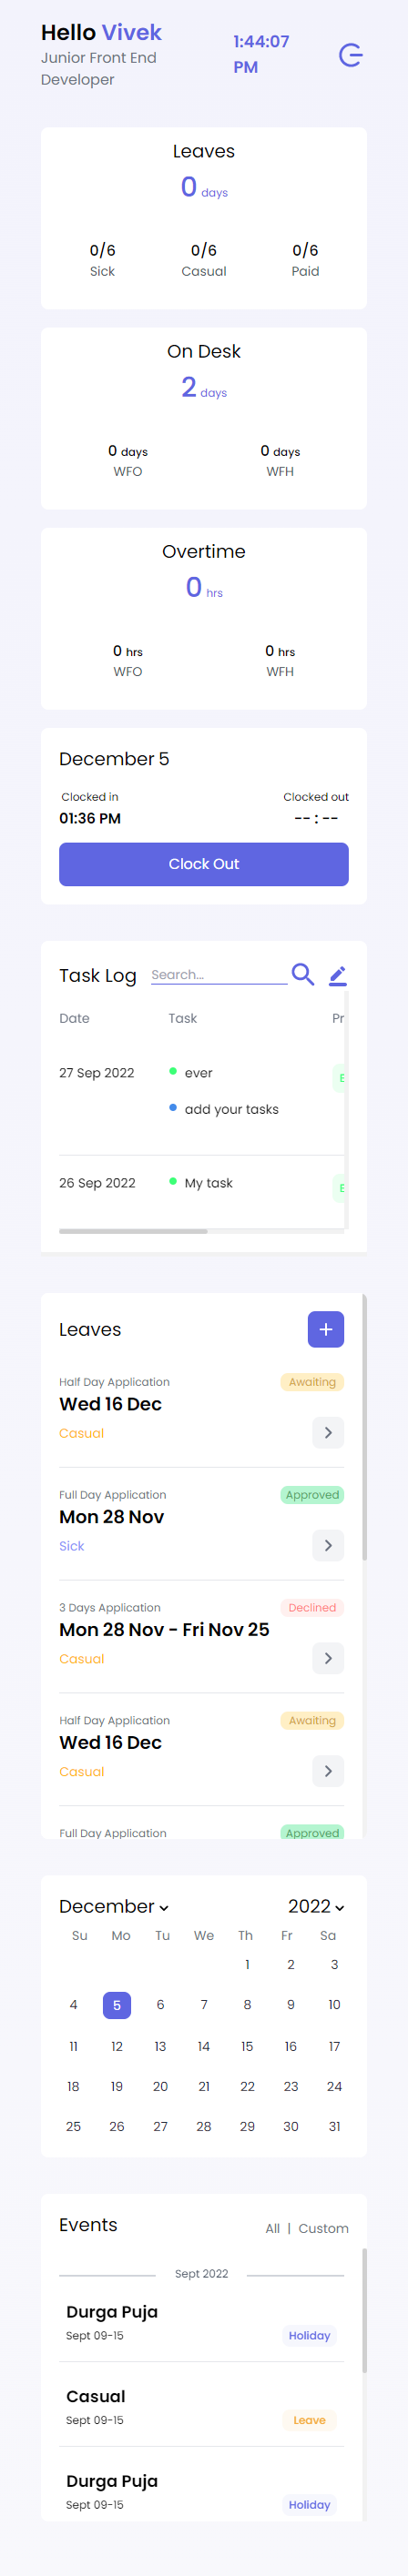 Hello Vivek
Junior Front End
Developer
1:44:07
PM
Leaves
0 days
0/6 0/6 0/6
Sick Casual Paid
On Desk
2 days
0 days 0 days
WFO WFH
Overtime
0 hrs
0 hrs 0 hrs
WFO WFH
December 5
Clocked in Clocked out
01:36 PM -- : --
Clock Out
Task Log Search...
Date Task Pr
27 Sep 2022 ever
add your tasks
26 Sep 2022 My task
Leaves
Half Day Application Awaiting
Wed 16 Dec
Casual
Full Day Application Approved
Mon 28 Nov
Sick
3 Days Application Declined
Mon 28 Nov - Fri Nov 25
Casual
Half Day Application Awaiting
Wed 16 Dec
Casual
Full Day Application Approved
December 2022
Su Mo Tu We Th Fr Sa
1 2 3
4 5 6 7 8 9 10
11 12 13 14 15 16 17
18 19 20 21 22 23 24
25 26 27 28 29 30 31
Events All | Custom
Sept 2022
Durga Puja
Sept 09-15 Holiday
Casual
Sept 09-15 Leave
Durga Puja
Sept 09-15 Holiday